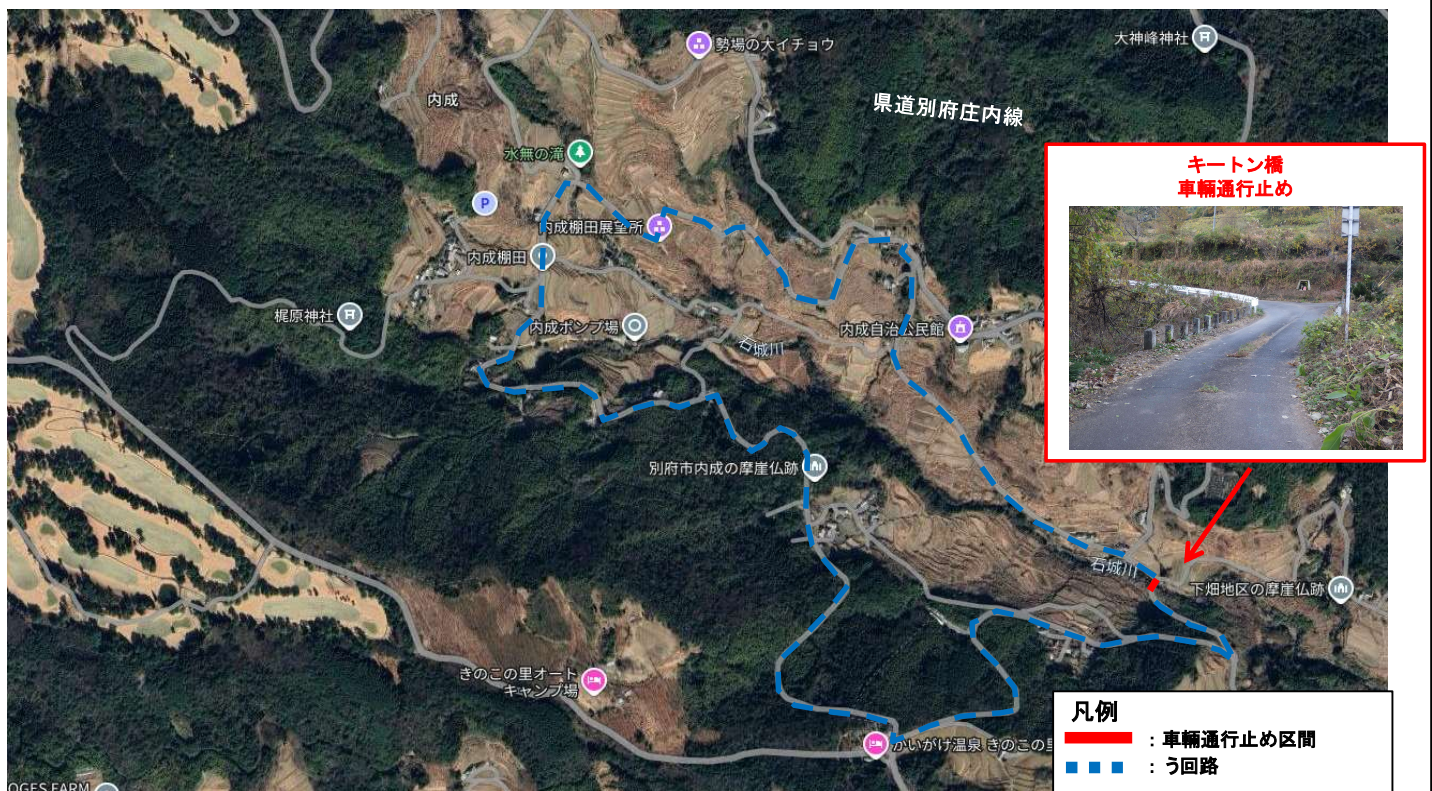 勢場の大イチョウ
大神峰神社
内成
県道別府庄内線
水無の滝
キートン橋
車輛通行止め
P
内成棚田展望所
内成棚田
梶原神社
内成ポンプ場
内成自治公民館
石城川
別府市内成の摩崖仏跡
石城川
下畑地区の摩崖仏跡
きのこの里オート
キャンプ場
かいがけ温泉 きのこの里
凡例
：車輛通行止め区間
：う回路
OGES FARM